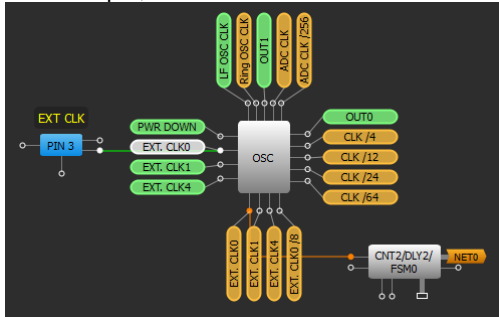 LF OSC CLK
Ring OSC CLK
OUT1
ADC CLK
ADC CLK /256
EXT CLK
PIN 3
PWR DOWN
EXT. CLK0
EXT. CLK1
EXT. CLK4
OSC
OUT0
CLK /4
CLK /12
CLK /24
CLK /64
EXT. CLK0
EXT. CLK1
EXT. CLK4
EXT. CLK0 /8
CNT2/DLY2/
FSM0
NET0